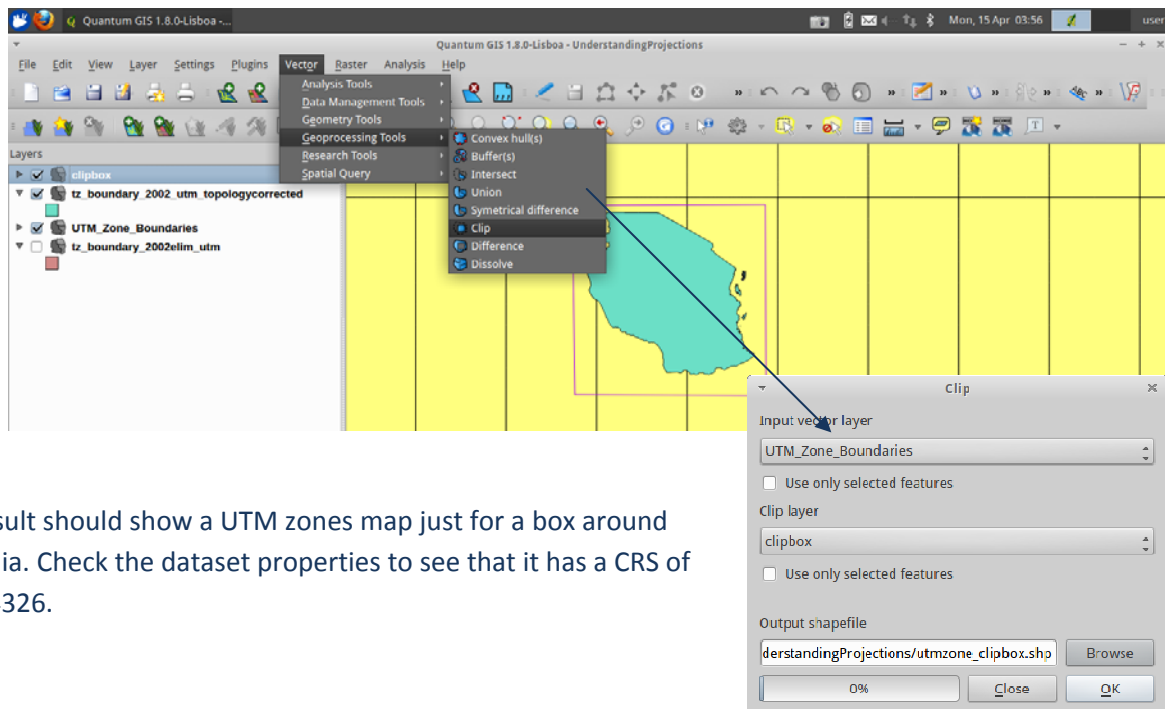 Quantum GIS 1.8.0-Lisboa -...
Mon, 15 Apr 03:56
user
Quantum GIS 1.8.0-Lisboa - UnderstandingProjections
File Edit View Layer Settings Plugins Vector Raster Analysis Help
Analysis Tools
Data Management Tools
Geometry Tools
Geoprocessing Tools
Research Tools
Spatial Query
Convex hull(s)
Buffer(s)
Intersect
Union
Symetrical difference
Clip
Difference
Dissolve
Layers
clipbox
tz_boundary_2002_utm_topologycorrected
UTM_Zone_Boundaries
tz_boundary_2002elim_utm
Clip
Input vector layer
UTM_Zone_Boundaries
Use only selected features
Clip layer
clipbox
Use only selected features
Output shapefile
derstandingProjections/utmzone_clipbox.shp Browse
0% Close OK
sult should show a UTM zones map just for a box around
ia. Check the dataset properties to see that it has a CRS of
326.